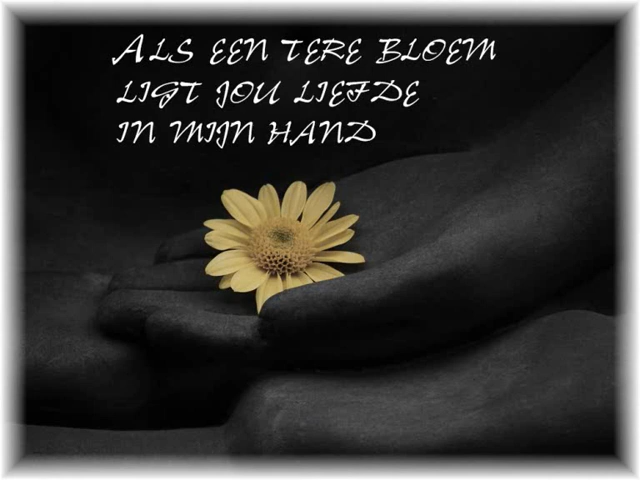 Als een tere bloem
ligt jou liefde
in mijn hand